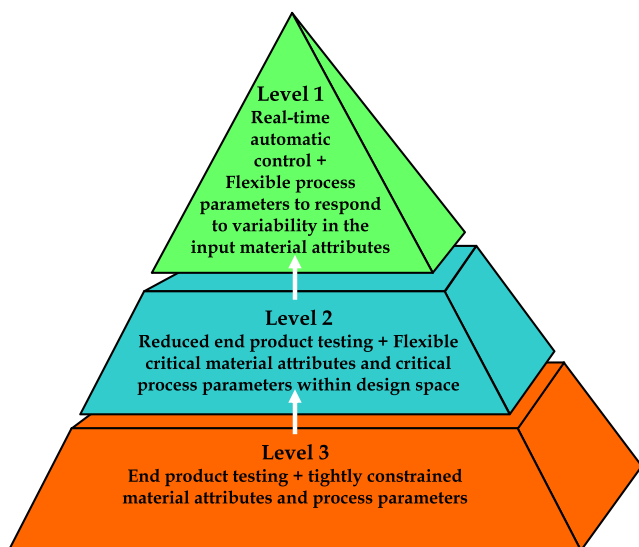 Level 1
Real-time
automatic
control +
Flexible process
parameters to respond
to variability in the
input material attributes
Level 2
Reduced end product testing + Flexible
critical material attributes and critical
process parameters within design space
Level 3
End product testing + tightly constrained
material attributes and process parameters